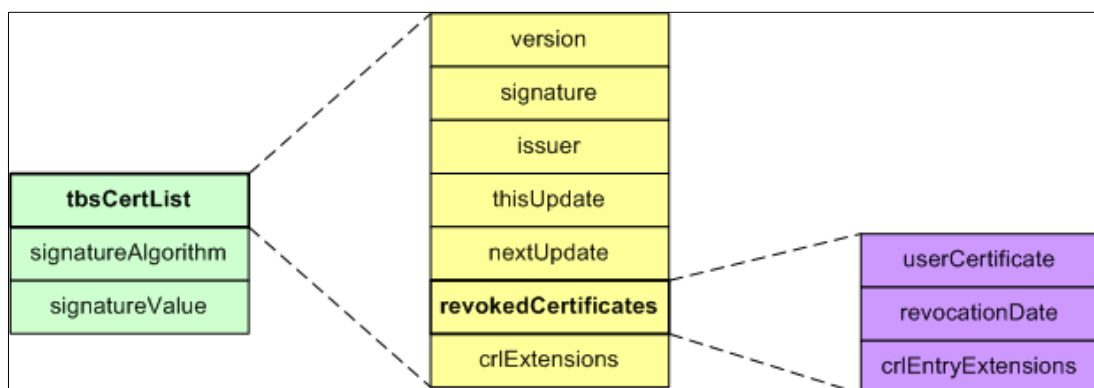 tbsCertList
signatureAlgorithm
signatureValue
version
signature
issuer
thisUpdate
nextUpdate
revokedCertificates
crlExtensions
userCertificate
revocationDate
crlEntryExtensions